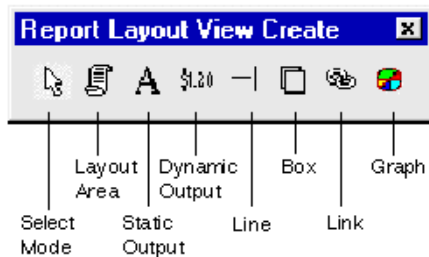 Report Layout View Create
A $1.20
Layout Area
Dynamic Output
Box
Graph
Select Mode
Static Output
Line
Link